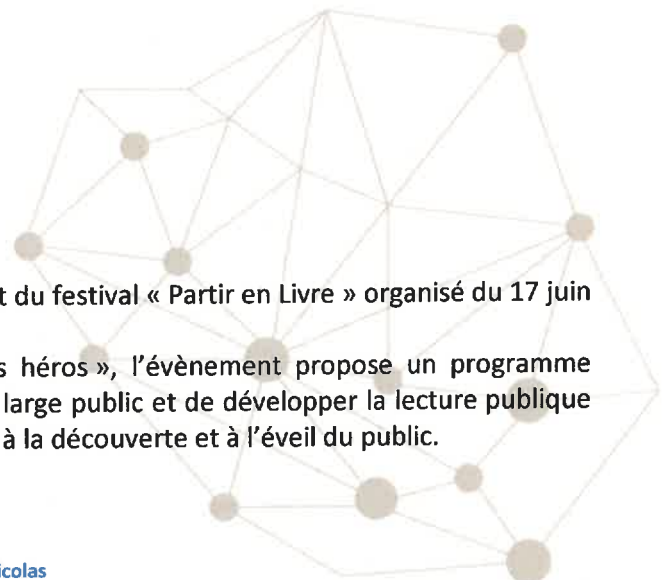 t du festival « Partir en Livre » organisé du 17 juin
s héros », l’évènement propose un programme
large public et de développer la lecture publique
à la découverte et à l’éveil du public.
icolas